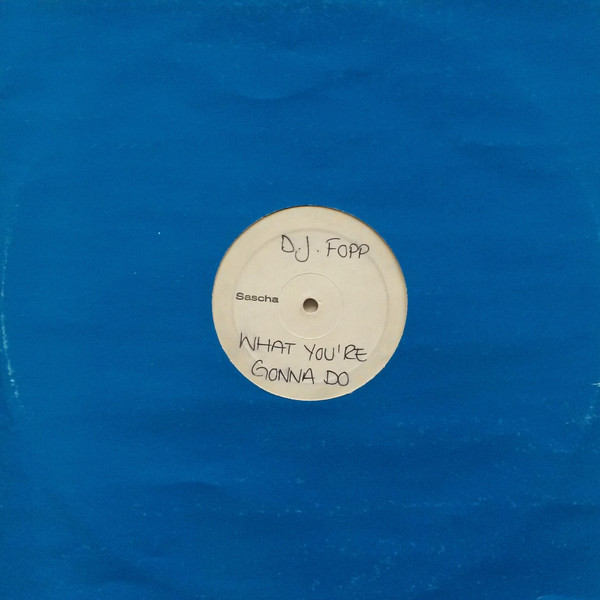 D.J. FOPP
Sascha
WHAT YOU'RE
GONNA DO